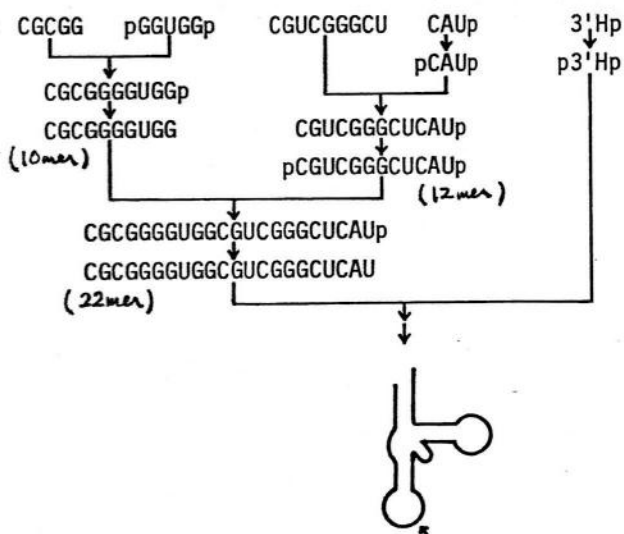 CGCGG pGGUGGp CGUCGGGCU CAUp 3'Hp
pCAUp p3'Hp
CGCGGGGUGGp
CGCGGGGUGG CGUCGGGCUCAUp
(10mer) pCGUCGGGCUCAUp
(12mer)
CGCGGGGUGGCGUCGGGCUCAUp
CGCGGGGUGGCGUCGGGCUCAU
(22mer)